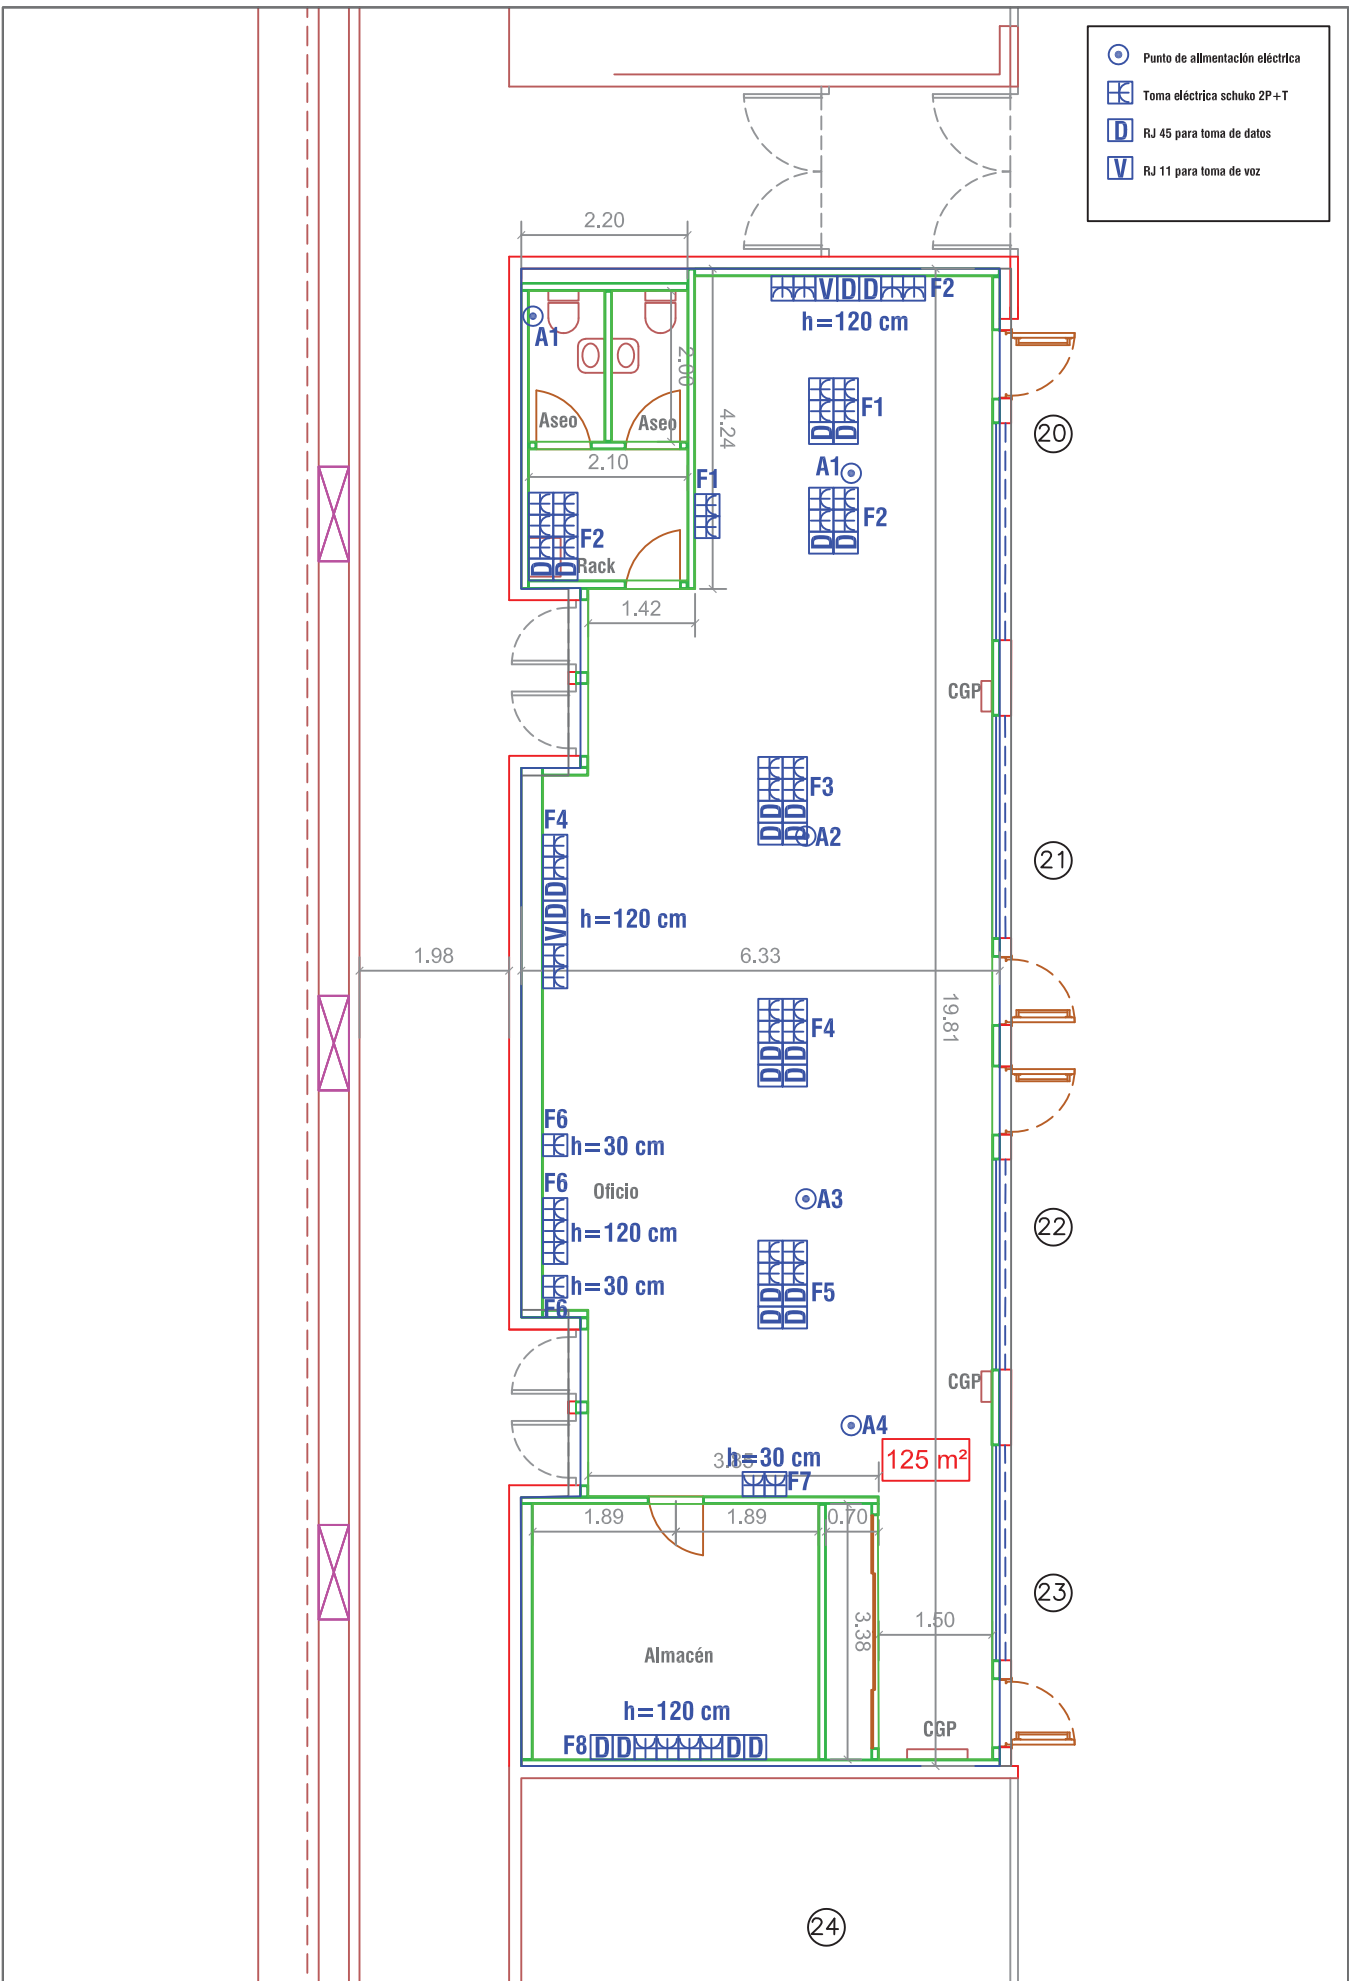 Punto de alimentación eléctrica
Toma eléctrica schuko 2P+T
D RJ 45 para toma de datos
V RJ 11 para toma de voz
2.20
V D D F2
h=120 cm
A1
2.00
F1
D D
Aseo
Aseo
4.24
20
2.10
A1
F1
F2
D D
F2
D D
Rack
1.42
CGP
F3
D D
D D
A2
F4
D
D
V
h=120 cm
21
1.98
6.33
19.81
F4
D D
D D
F6
h=30 cm
F6
Oficio
A3
h=120 cm
22
h=30 cm
F6
F5
D D
D D
CGP
A4
125 m²
h=30 cm
3.85
F7
1.89
1.89
0.70
23
3.38
1.50
Almacén
h=120 cm
CGP
F8 D D D D
24